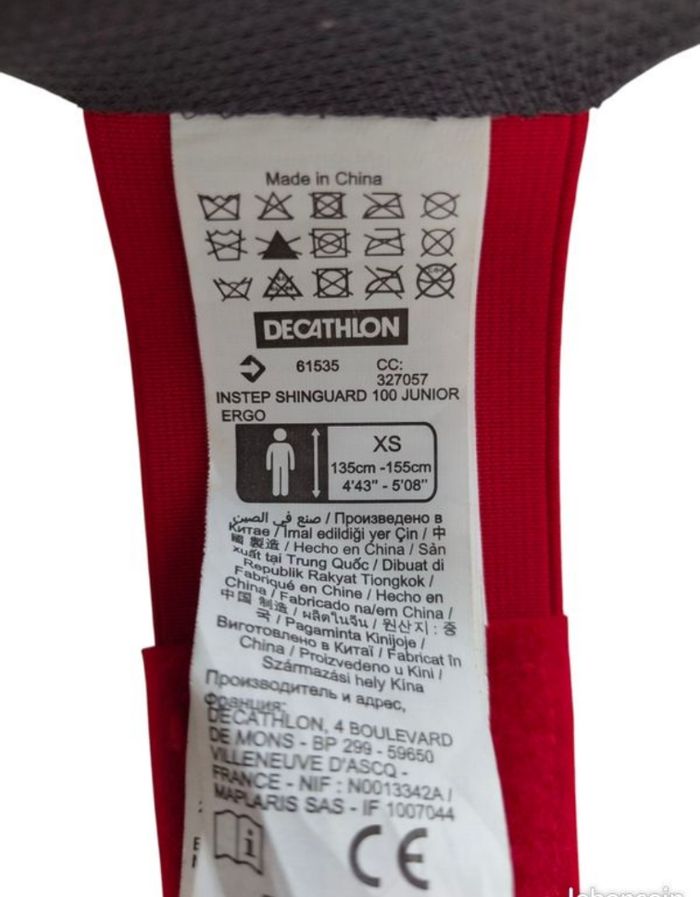 Made in China
DECATHLON
61535 CC:
327057
INSTEP SHINGUARD 100 JUNIOR
ERGO
XS
135cm -155cm
4'43" - 5'08"
صنع في الصين / Произведено в
Китае / İmal edildiği yer Çin / 中
國 製造 / Hecho en China / Sản
xuất tại Trung Quốc / Dibuat di
Republik Rakyat Tiongkok /
Fabriqué en Chine / Hecho en
China / Fabricado na/em China /
中国 制造 / ผลิตในจีน / 원산지 : 중
국 / Pagaminta Kinijoje /
Виготовлено в Китаї / Fabricat în
China / Proizvedeno u Kini /
Származási hely Kina
Производитель и адрес,
Франция:
DECATHLON, 4 BOULEVARD
DE MONS - BP 299 - 59650
VILLENEUVE D'ASCQ -
FRANCE - NIF : N0013342A /
MAPLARIS SAS - IF 1007044
i
CE